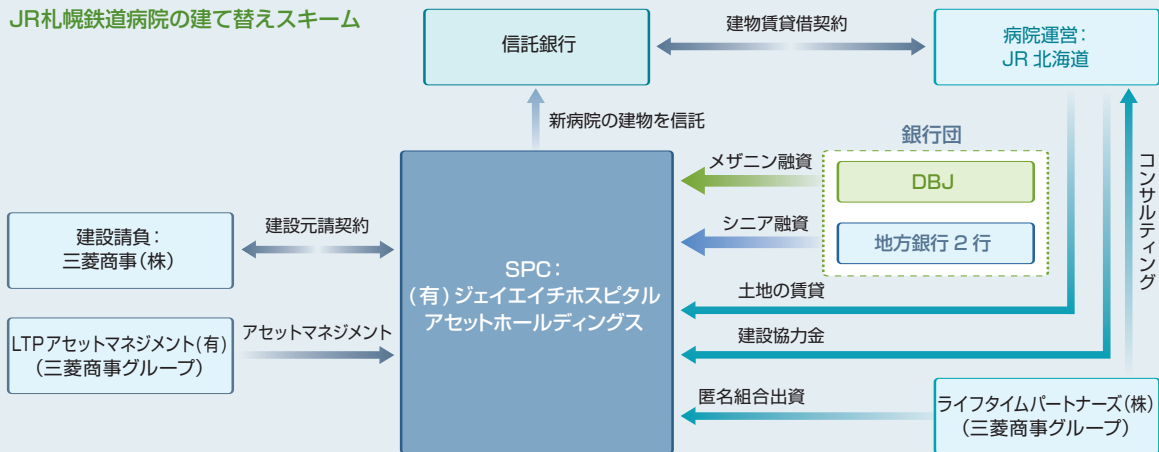 JR札幌鉄道病院の建て替えスキーム
信託銀行
建物賃貸借契約
病院運営：
JR 北海道
新病院の建物を信託
銀行団
メザニン融資
DBJ
シニア融資
地方銀行 2 行
コンサルティング
建設請負：
三菱商事（株）
建設元請契約
SPC：
（有）ジェイエイチホスピタル
アセットホールディングス
土地の賃貸
建設協力金
LTPアセットマネジメント（有）
（三菱商事グループ）
アセットマネジメント
匿名組合出資
ライフタイムパートナーズ（株）
（三菱商事グループ）